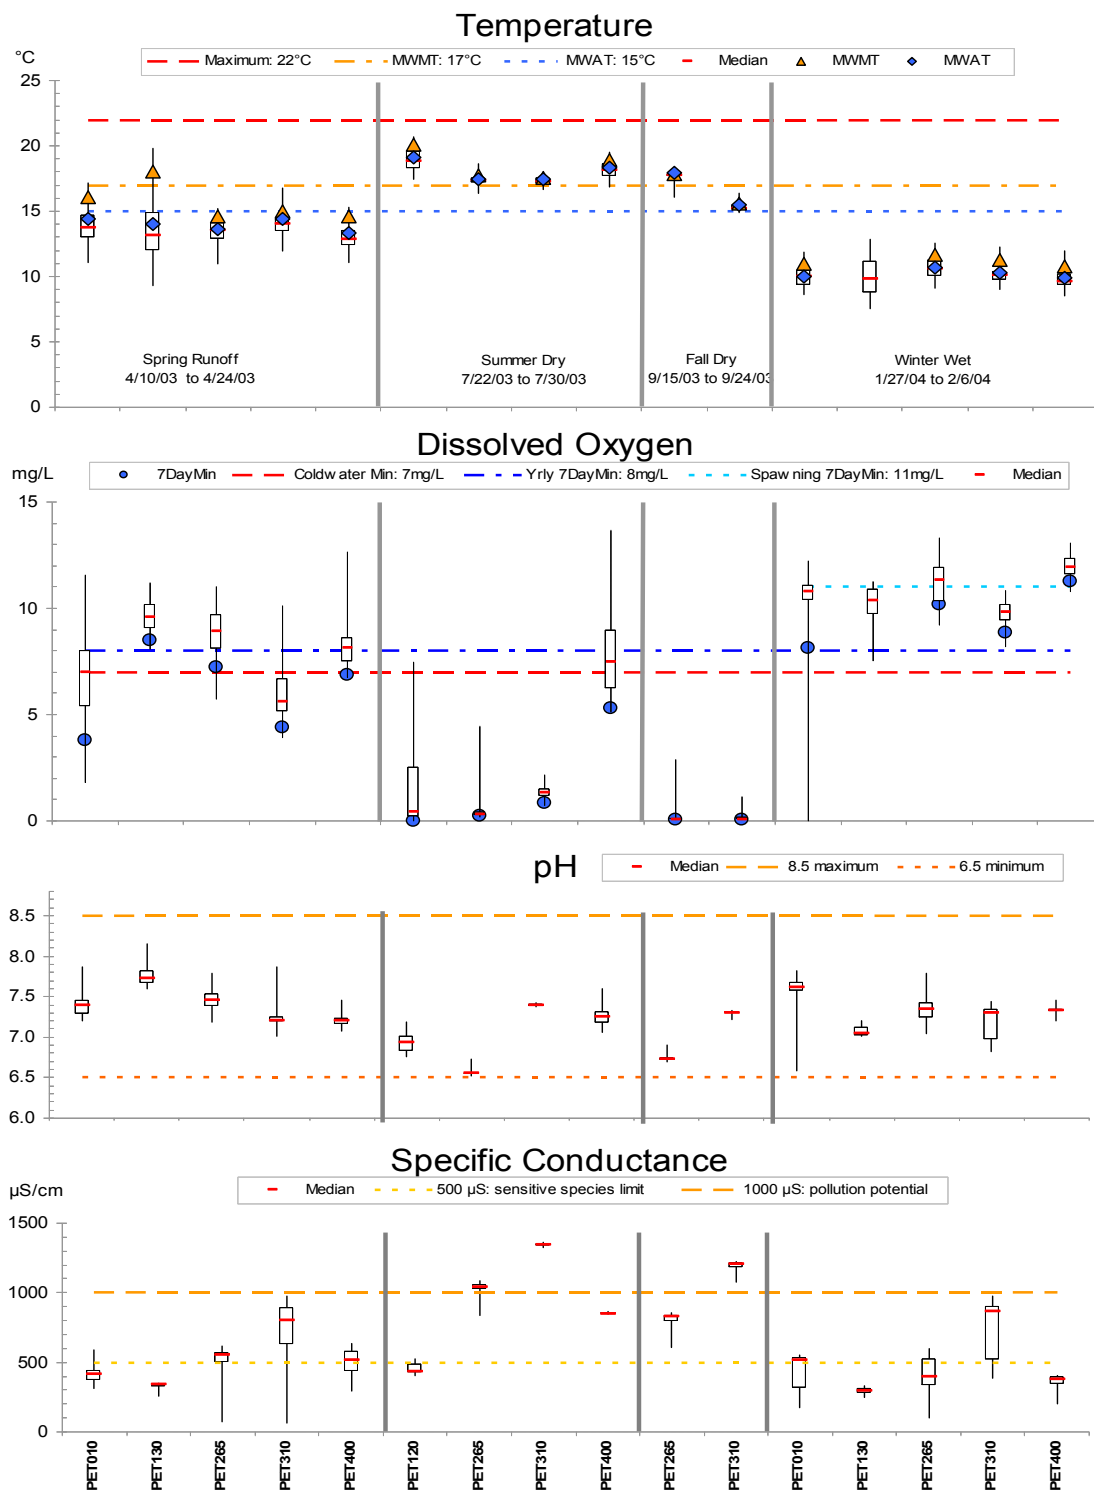 Temperature
°C
Maximum: 22°C MWMT: 17°C MWAT: 15°C Median MWMT MWAT
25
20
15
10
5
0
Spring Runoff Summer Dry Fall Dry Winter Wet
4/10/03 to 4/24/03 7/22/03 to 7/30/03 9/15/03 to 9/24/03 1/27/04 to 2/6/04
Dissolved Oxygen
mg/L
7DayMin Coldwater Min: 7mg/L Yrly 7DayMin: 8mg/L Spawning 7DayMin: 11mg/L Median
15
10
5
0
pH
Median 8.5 maximum 6.5 minimum
8.5
8.0
7.5
7.0
6.5
6.0
Specific Conductance
µS/cm
Median 500 µS: sensitive species limit 1000 µS: pollution potential
1500
1000
500
0
PET010 PET130 PET265 PET310 PET400 PET120 PET265 PET310 PET400 PET265 PET310 PET010 PET130 PET265 PET310 PET400